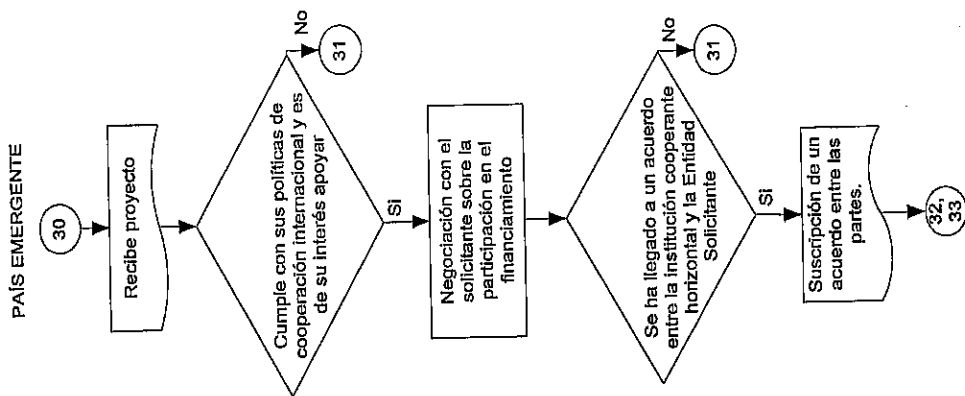 PAÍS EMERGENTE
30
Recibe proyecto
Cumple con sus políticas de
cooperación internacional y es
de su interés apoyar
No
31
Si
Negociación con el
solicitante sobre la
participación en el
financiamiento
Se ha llegado a un acuerdo
entre la institución cooperante
horizontal y la Entidad
Solicitante
No
31
Si
Suscripción de un
acuerdo entre las
partes.
32,
33